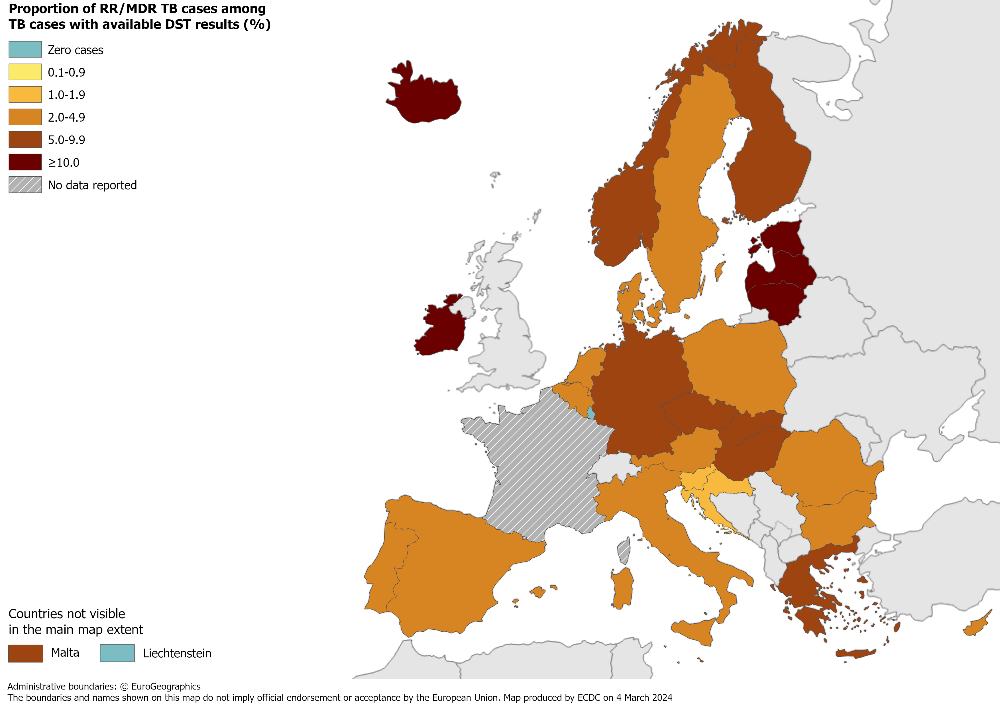 Proportion of RR/MDR TB cases among
TB cases with available DST results (%)
Zero cases
0.1-0.9
1.0-1.9
2.0-4.9
5.0-9.9
≥10.0
No data reported
Countries not visible
in the main map extent
Malta
Liechtenstein
Administrative boundaries: © EuroGeographics
The boundaries and names shown on this map do not imply official endorsement or acceptance by the European Union. Map produced by ECDC on 4 March 2024